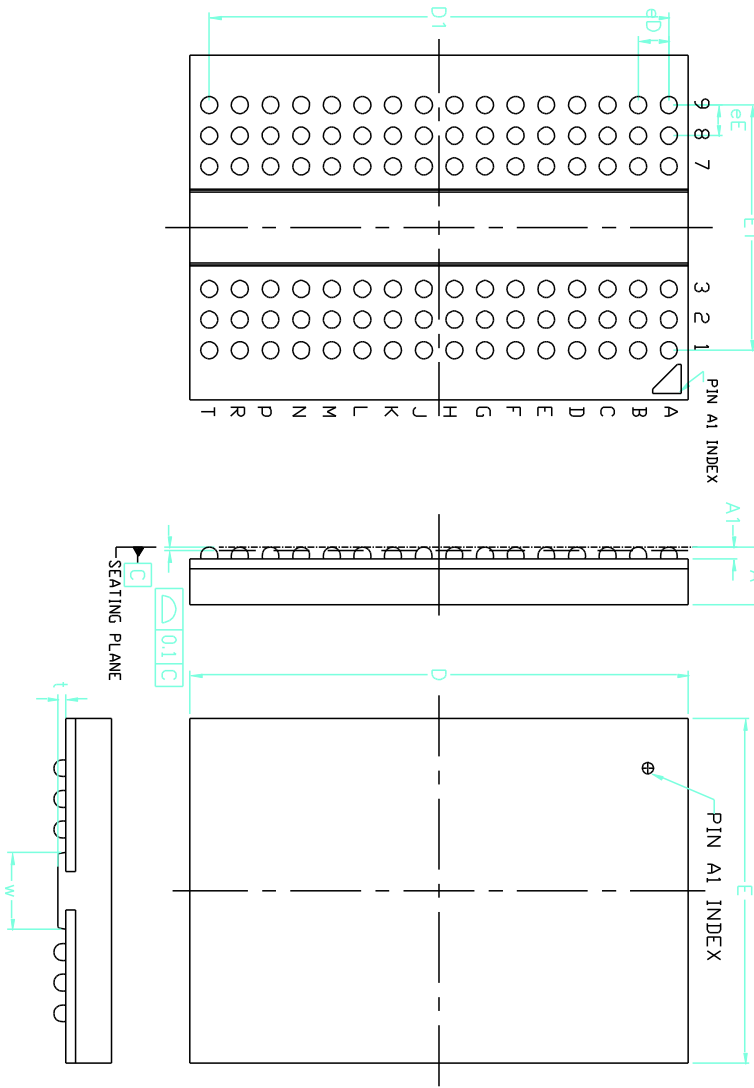 D1
eD
9 8 7 3 2 1
eE
PIN A1 INDEX
T R P N M L K J H G F E D C B A
A1
SEATING PLANE
C
0.1 C
D
E
PIN A1 INDEX
t
w